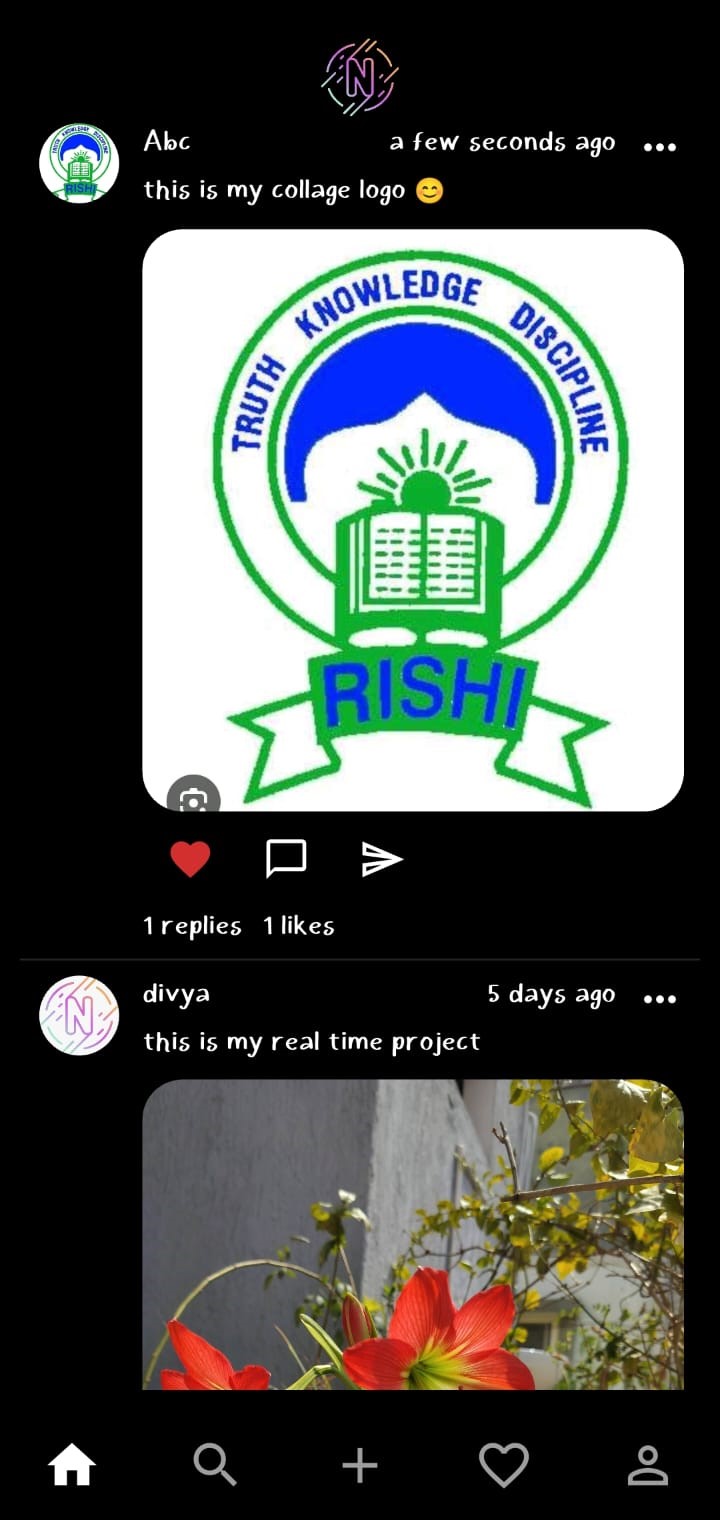 N
Abc a few seconds ago
this is my collage logo 😊
TRUTH KNOWLEDGE DISCIPLINE
RISHI
1 replies 1 likes
N
divya 5 days ago
this is my real time project